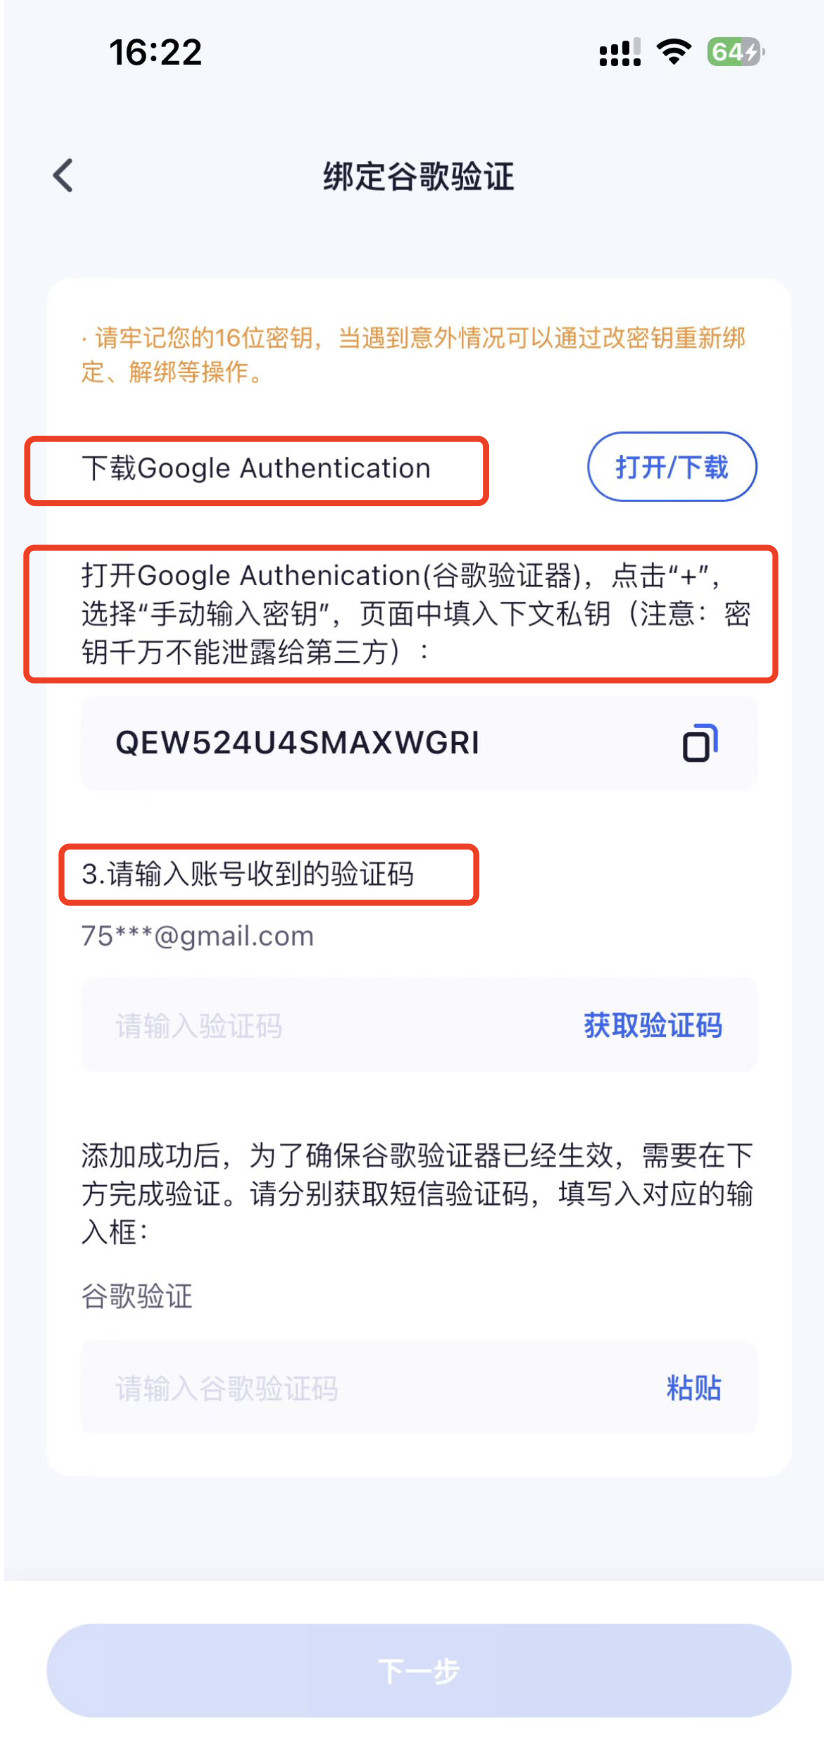 16:22
64
绑定谷歌验证
· 请牢记您的16位密钥，当遇到意外情况可以通过改密钥重新绑
定、解绑等操作。
下载Google Authentication
打开/下载
打开Google Authenication(谷歌验证器)，点击“+”，
选择“手动输入密钥”，页面中填入下文私钥（注意：密
钥千万不能泄露给第三方）：
QEW524U4SMAXWGRI
3.请输入账号收到的验证码
75***@gmail.com
请输入验证码
获取验证码
添加成功后，为了确保谷歌验证器已经生效，需要在下
方完成验证。请分别获取短信验证码，填写入对应的输
入框：
谷歌验证
请输入谷歌验证码
粘贴
下一步